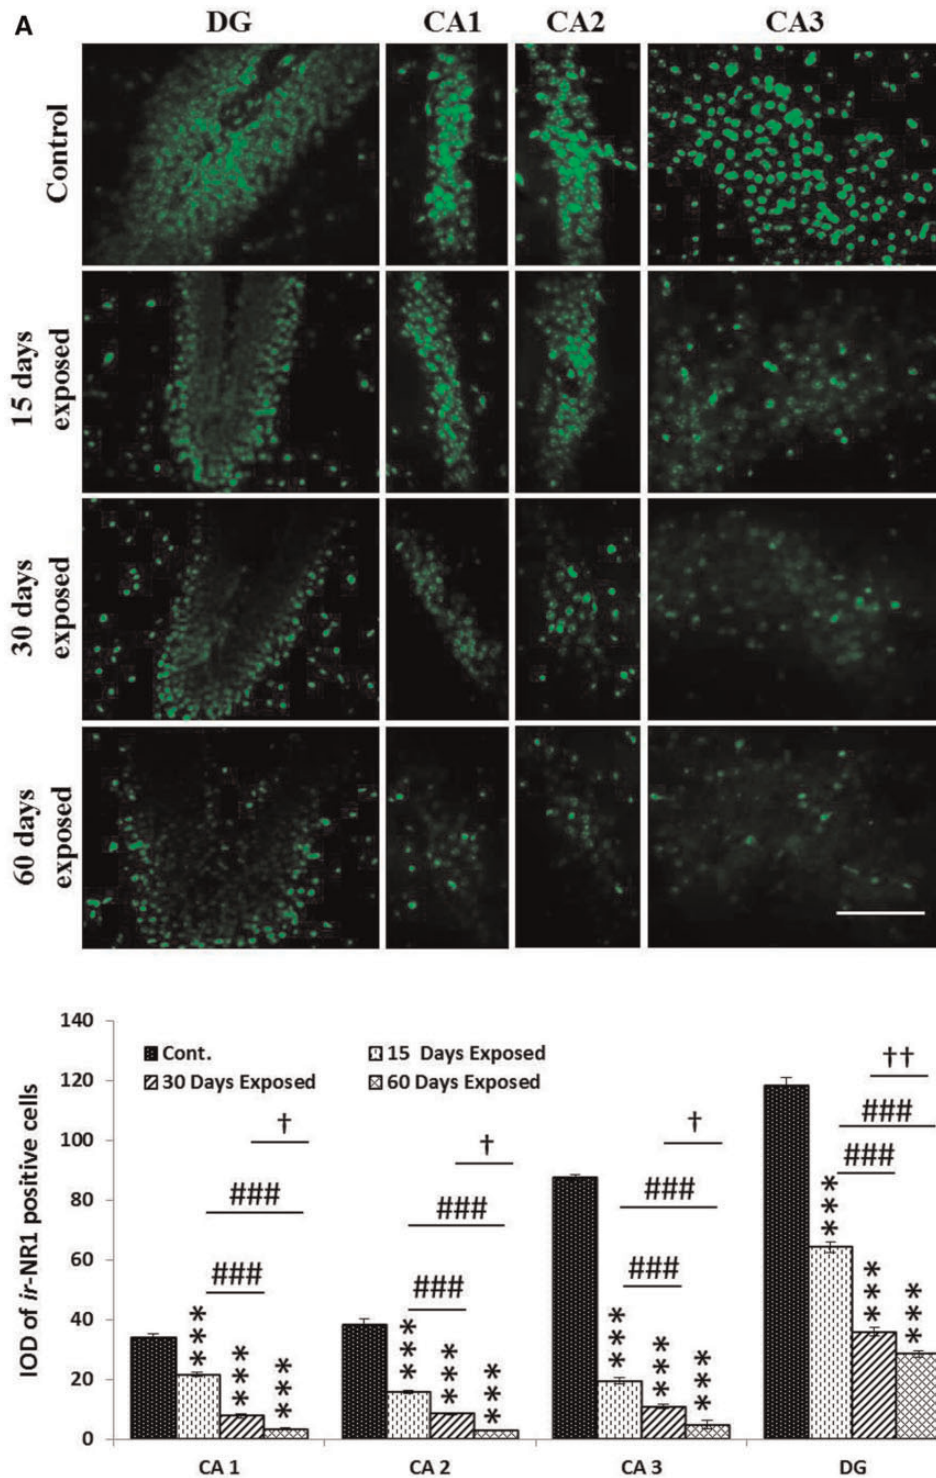 A
DG CA1 CA2 CA3
Control
15 days
exposed
30 days
exposed
60 days
exposed
140
120
100
80
60
40
20
0
IOD of ir-NR1 positive cells
Cont. 15 Days Exposed
30 Days Exposed 60 Days Exposed
†
###
###
***
***
***
†
###
###
***
***
***
†
###
###
***
***
***
††
###
###
***
***
***
CA 1 CA 2 CA 3 DG